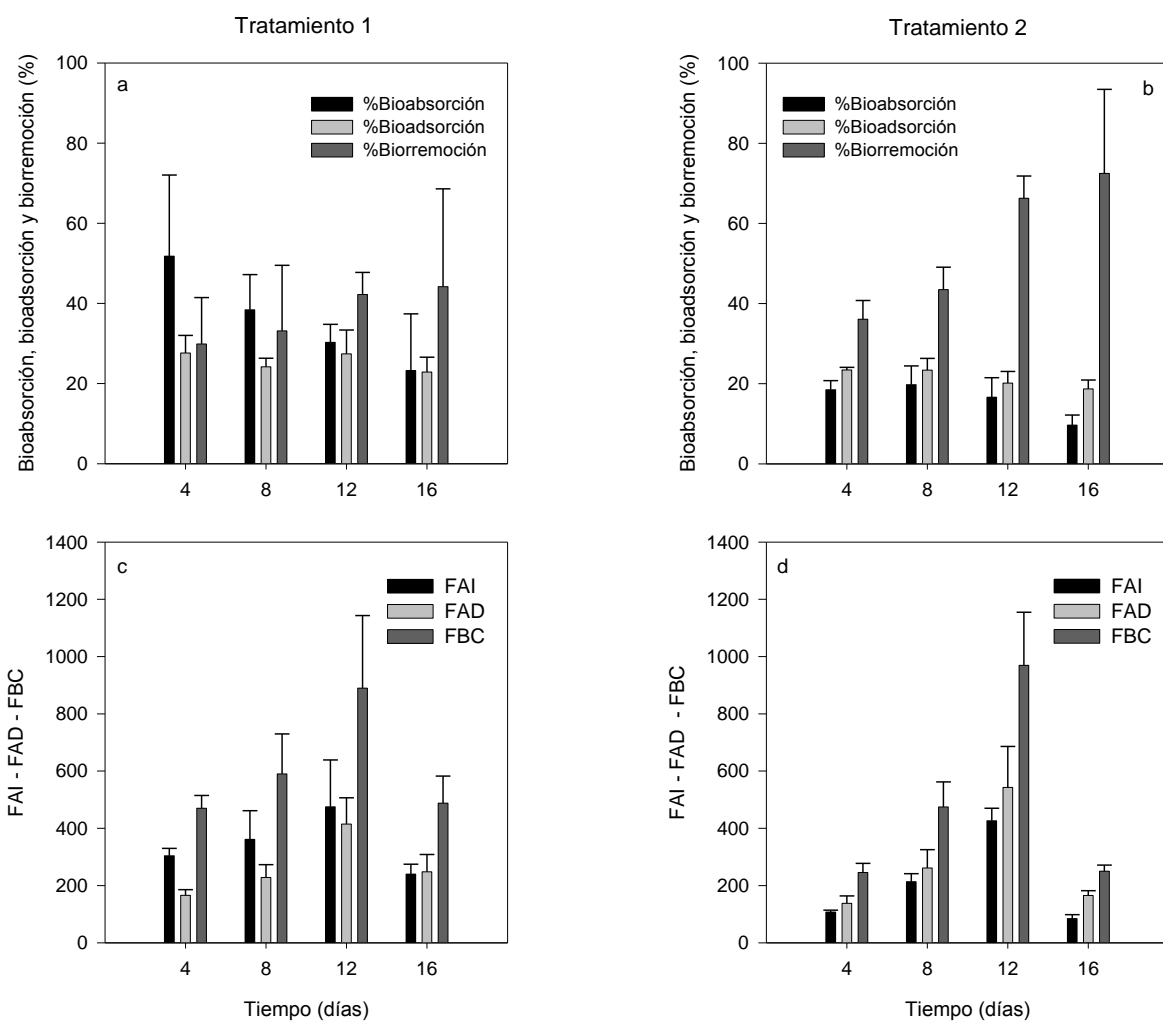 Tratamiento 1
Bioabsorción, bioadsorción y biorremoción (%)
100
80
60
40
20
0
a
%Bioabsorción
%Bioadsorción
%Biorremoción
4 8 12 16
Tratamiento 2
Bioabsorción, bioadsorción y biorremoción (%)
100
80
60
40
20
0
b
%Bioabsorción
%Bioadsorción
%Biorremoción
4 8 12 16
FAI - FAD - FBC
1400
1200
1000
800
600
400
200
0
c
FAI
FAD
FBC
4 8 12 16
Tiempo (días)
FAI - FAD - FBC
1400
1200
1000
800
600
400
200
0
d
FAI
FAD
FBC
4 8 12 16
Tiempo (días)